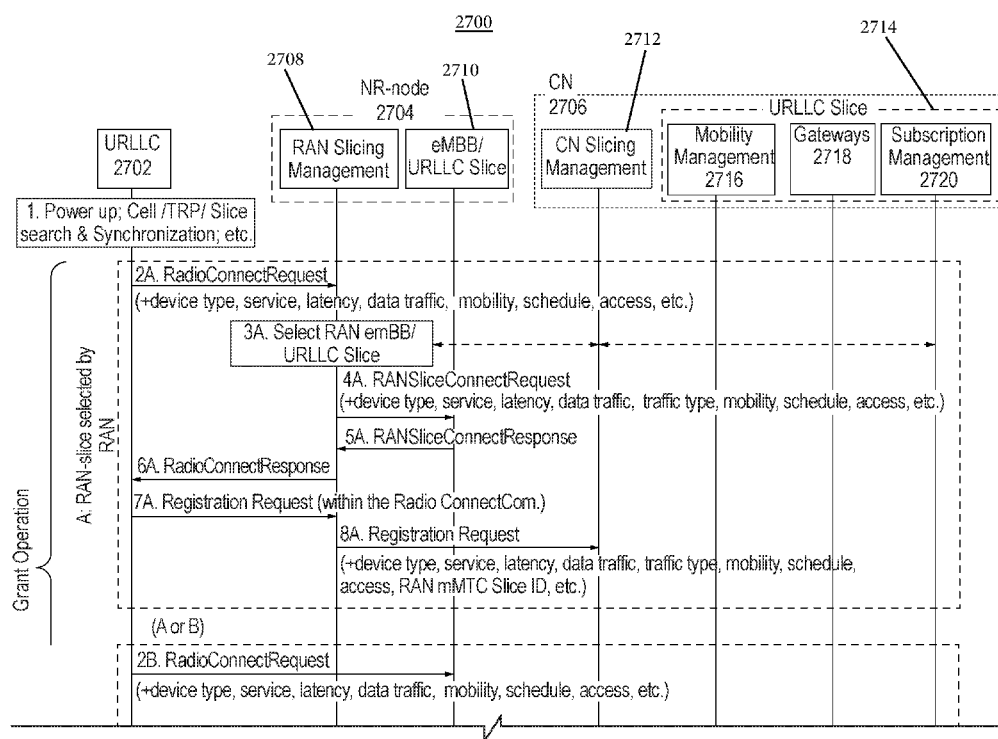 2700
2708
2710
2712
2714
NR-node
2704
CN
2706
URLLC Slice
URLLC
2702
RAN Slicing
Management
eMBB/
URLLC Slice
CN Slicing
Management
Mobility
Management
2716
Gateways
2718
Subscription
Management
2720
1. Power up; Cell /TRP/ Slice
search & Synchronization; etc.
Grant Operation
A: RAN-slice selected by
RAN
2A. RadioConnectRequest
(+device type, service, latency, data traffic, mobility, schedule, access, etc.)
3A. Select RAN emBB/
URLLC Slice
4A. RANSliceConnectRequest
(+device type, service, latency, data traffic, traffic type, mobility, schedule, access, etc.)
5A. RANSliceConnectResponse
6A. RadioConnectResponse
7A. Registration Request (within the Radio ConnectCom.)
8A. Registration Request
(+device type, service, latency, data traffic, traffic type, mobility, schedule,
access, RAN mMTC Slice ID, etc.)
(A or B)
2B. RadioConnectRequest
(+device type, service, latency, data traffic, mobility, schedule, access, etc.)